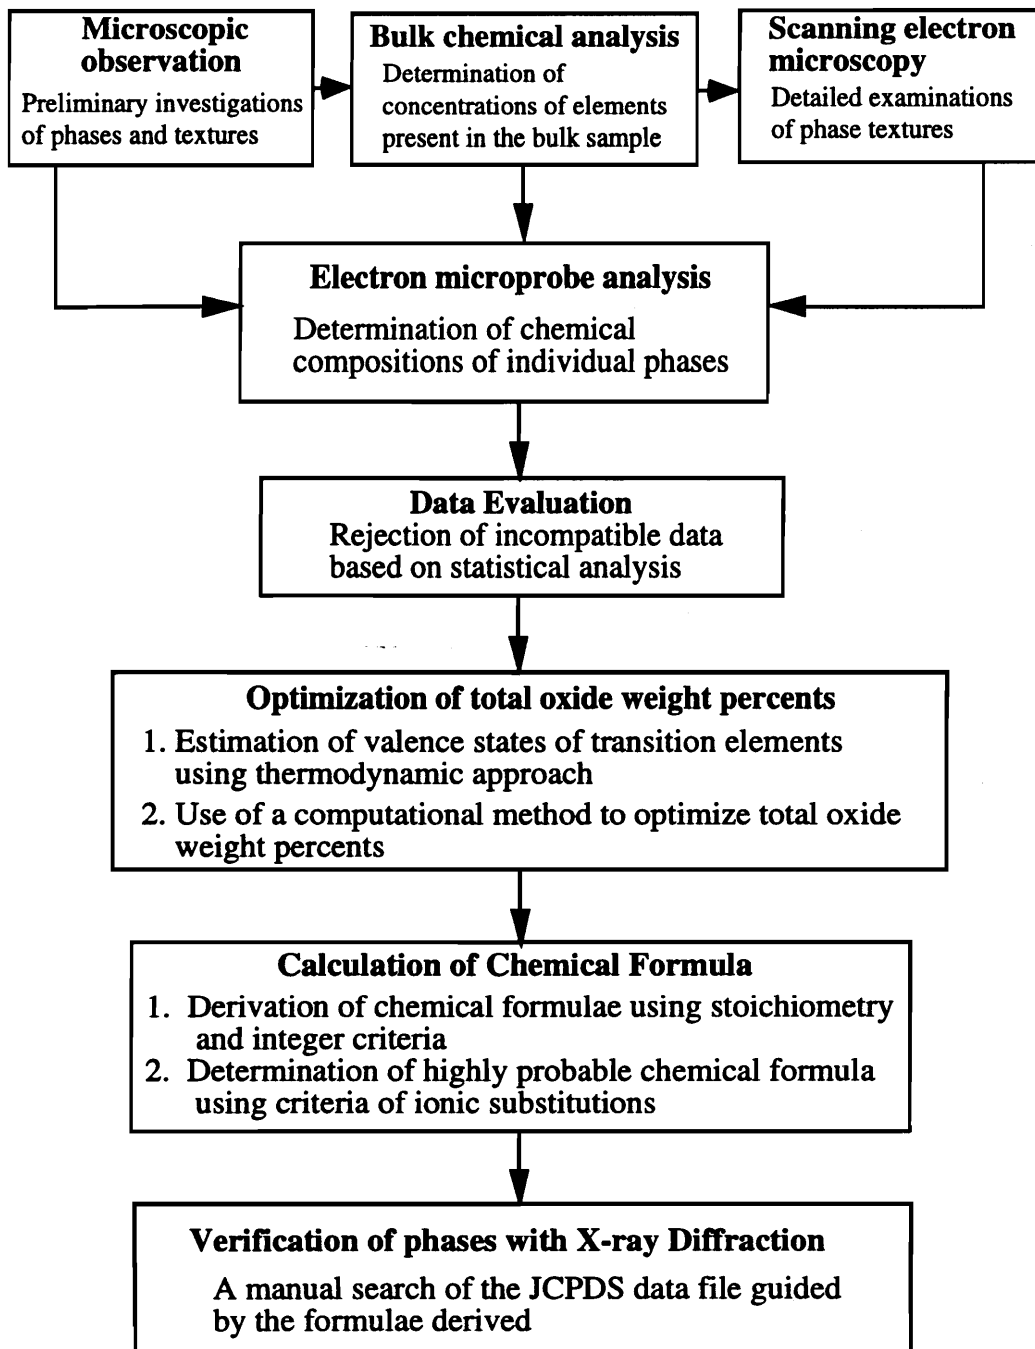 Microscopic
observation
Preliminary investigations
of phases and textures
Bulk chemical analysis
Determination of
concentrations of elements
present in the bulk sample
Scanning electron
microscopy
Detailed examinations
of phase textures
Electron microprobe analysis
Determination of chemical
compositions of individual phases
Data Evaluation
Rejection of incompatible data
based on statistical analysis
Optimization of total oxide weight percents
1. Estimation of valence states of transition elements
using thermodynamic approach
2. Use of a computational method to optimize total oxide
weight percents
Calculation of Chemical Formula
1. Derivation of chemical formulae using stoichiometry
and integer criteria
2. Determination of highly probable chemical formula
using criteria of ionic substitutions
Verification of phases with X-ray Diffraction
A manual search of the JCPDS data file guided
by the formulae derived